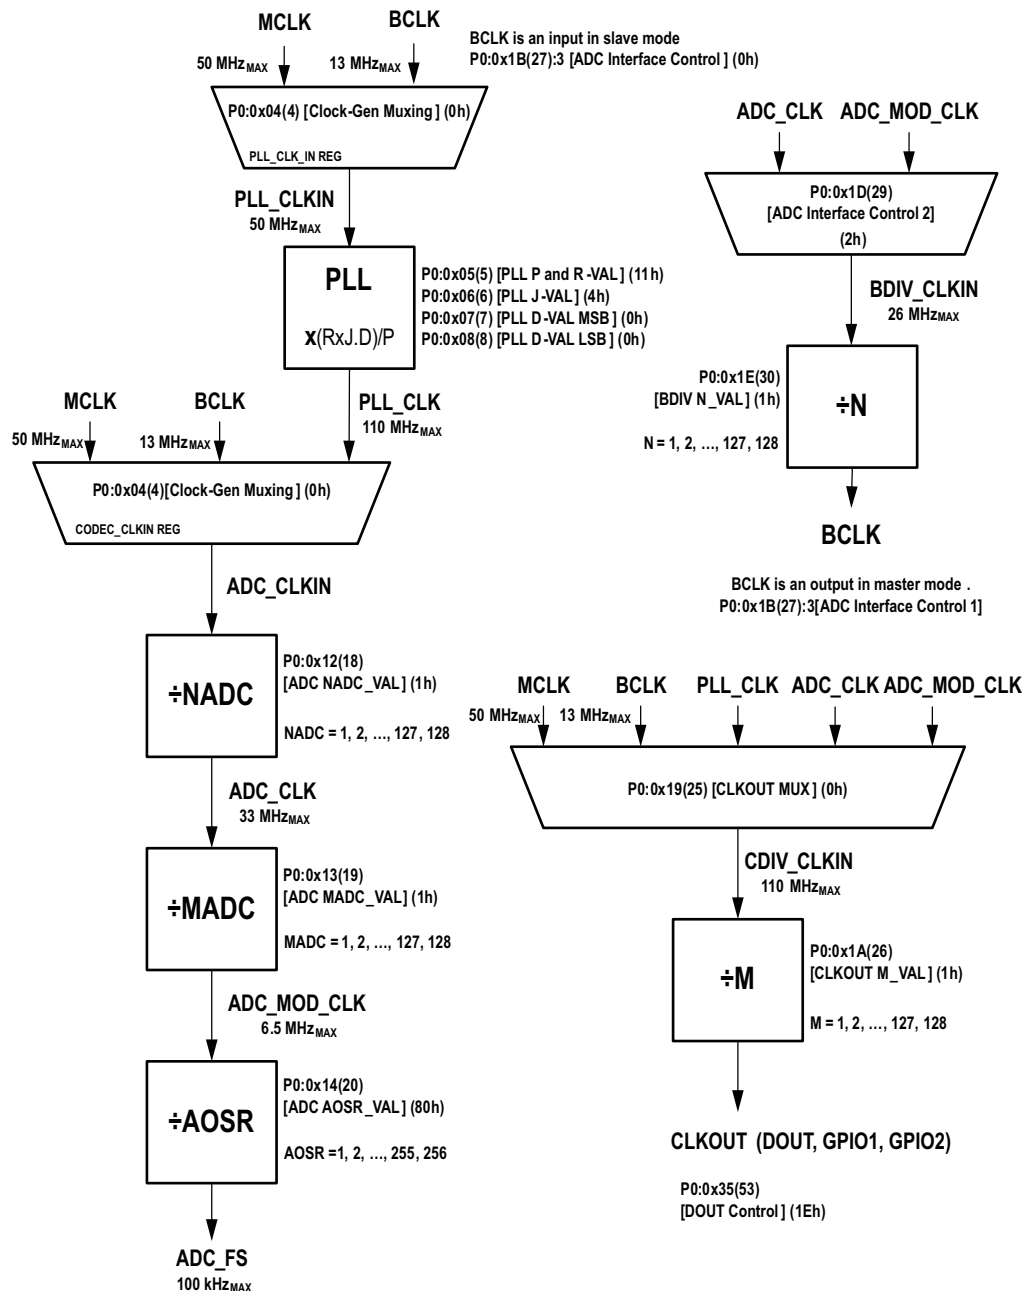 MCLK
BCLK
50 MHzMAX
13 MHzMAX
BCLK is an input in slave mode
P0:0x1B(27):3 [ADC Interface Control ] (0h)
P0:0x04(4) [Clock-Gen Muxing ] (0h)
PLL_CLK_IN REG
PLL_CLKIN
50 MHzMAX
PLL
x(RxJ.D)/P
P0:0x05(5) [PLL P and R -VAL] (11h)
P0:0x06(6) [PLL J-VAL] (4h)
P0:0x07(7) [PLL D-VAL MSB] (0h)
P0:0x08(8) [PLL D-VAL LSB] (0h)
MCLK
BCLK
PLL_CLK
50 MHzMAX
13 MHzMAX
110 MHzMAX
P0:0x04(4)[Clock-Gen Muxing ] (0h)
CODEC_CLKIN REG
ADC_CLKIN
÷NADC
P0:0x12(18)
[ADC NADC_VAL] (1h)
NADC = 1, 2, …, 127, 128
ADC_CLK
33 MHzMAX
÷MADC
P0:0x13(19)
[ADC MADC_VAL] (1h)
MADC = 1, 2, …, 127, 128
ADC_MOD_CLK
6.5 MHzMAX
÷AOSR
P0:0x14(20)
[ADC AOSR_VAL] (80h)
AOSR =1, 2, …, 255, 256
ADC_FS
100 kHzMAX
ADC_CLK
ADC_MOD_CLK
P0:0x1D(29)
[ADC Interface Control 2]
(2h)
BDIV_CLKIN
26 MHzMAX
P0:0x1E(30)
[BDIV N_VAL] (1h)
N = 1, 2, …, 127, 128
÷N
BCLK
BCLK is an output in master mode .
P0:0x1B(27):3[ADC Interface Control 1]
MCLK
BCLK
PLL_CLK
ADC_CLK
ADC_MOD_CLK
50 MHzMAX
13 MHzMAX
P0:0x19(25) [CLKOUT MUX] (0h)
CDIV_CLKIN
110 MHzMAX
÷M
P0:0x1A(26)
[CLKOUT M_VAL] (1h)
M = 1, 2, …, 127, 128
CLKOUT (DOUT, GPIO1, GPIO2)
P0:0x35(53)
[DOUT Control ] (1Eh)